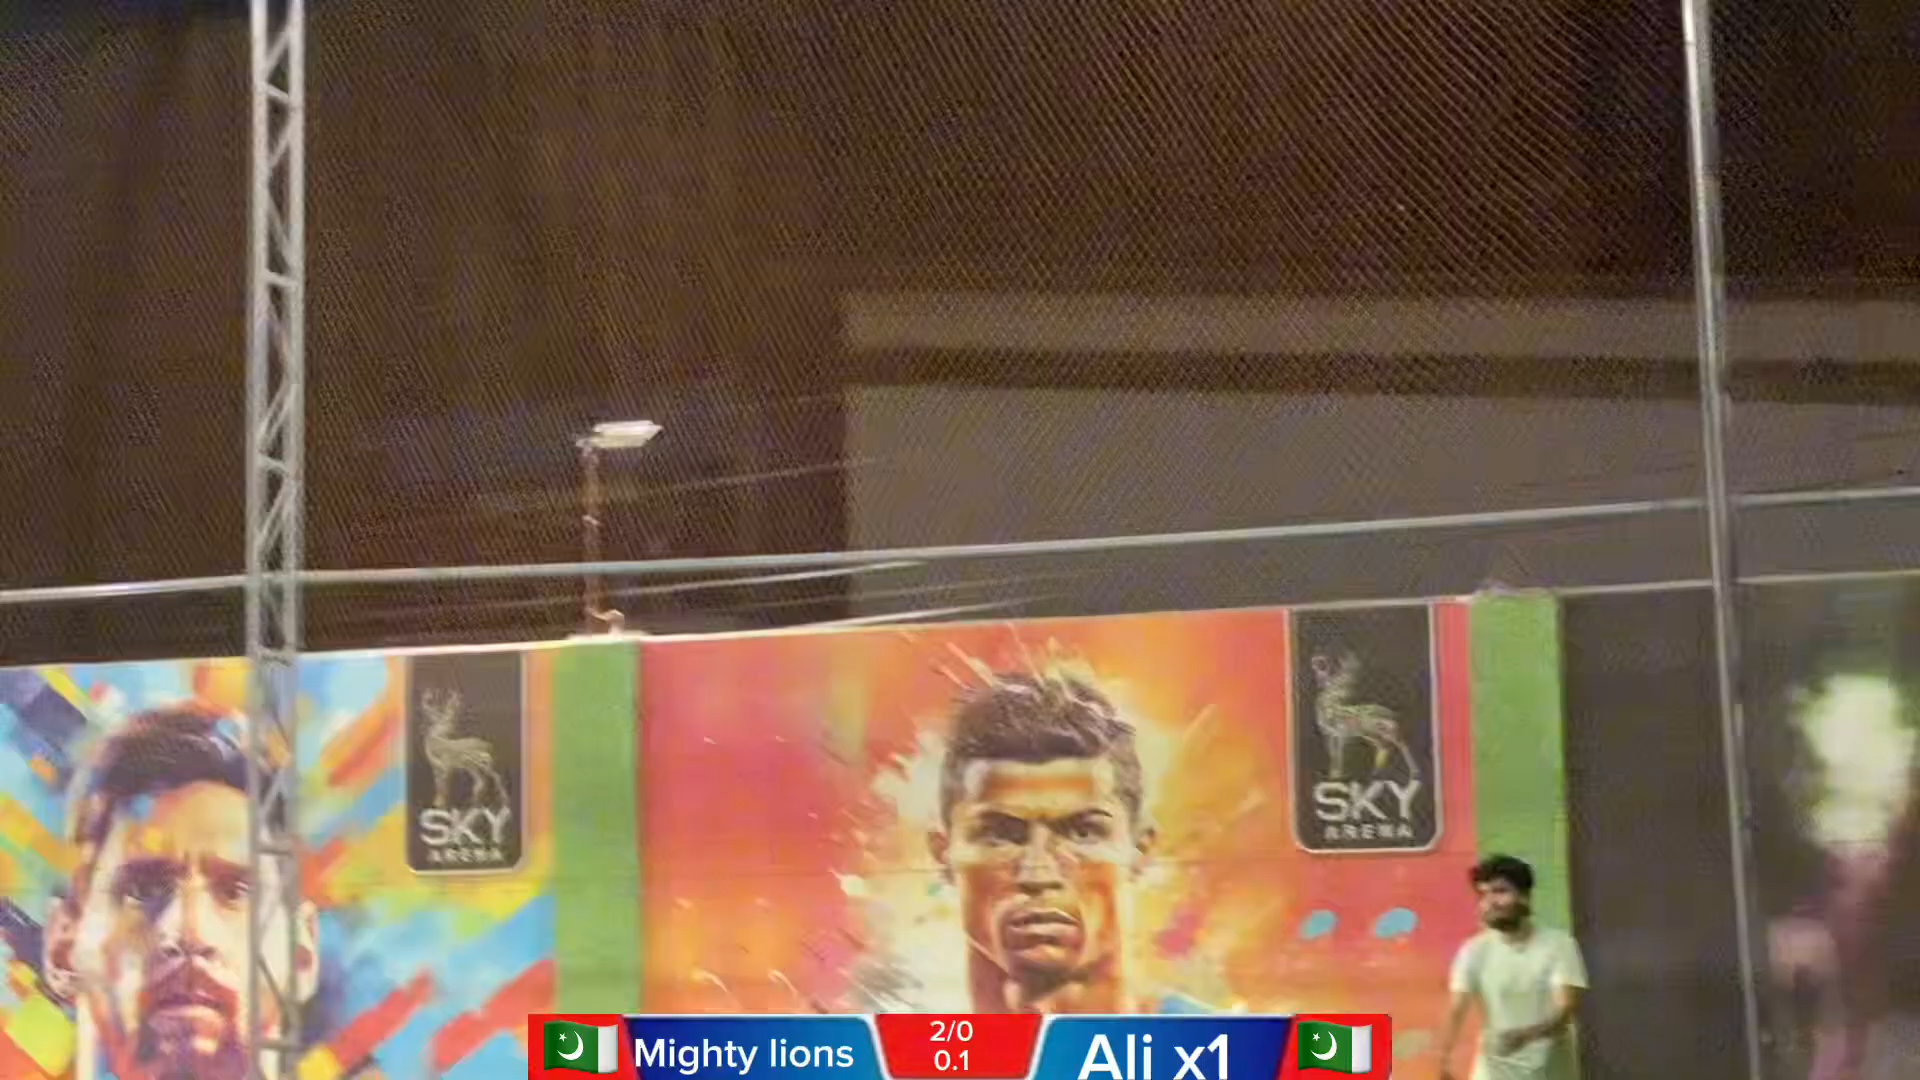 SKY
ARENA
SKY
ARENA
Mighty lions
2/0
0.1
Ali x1